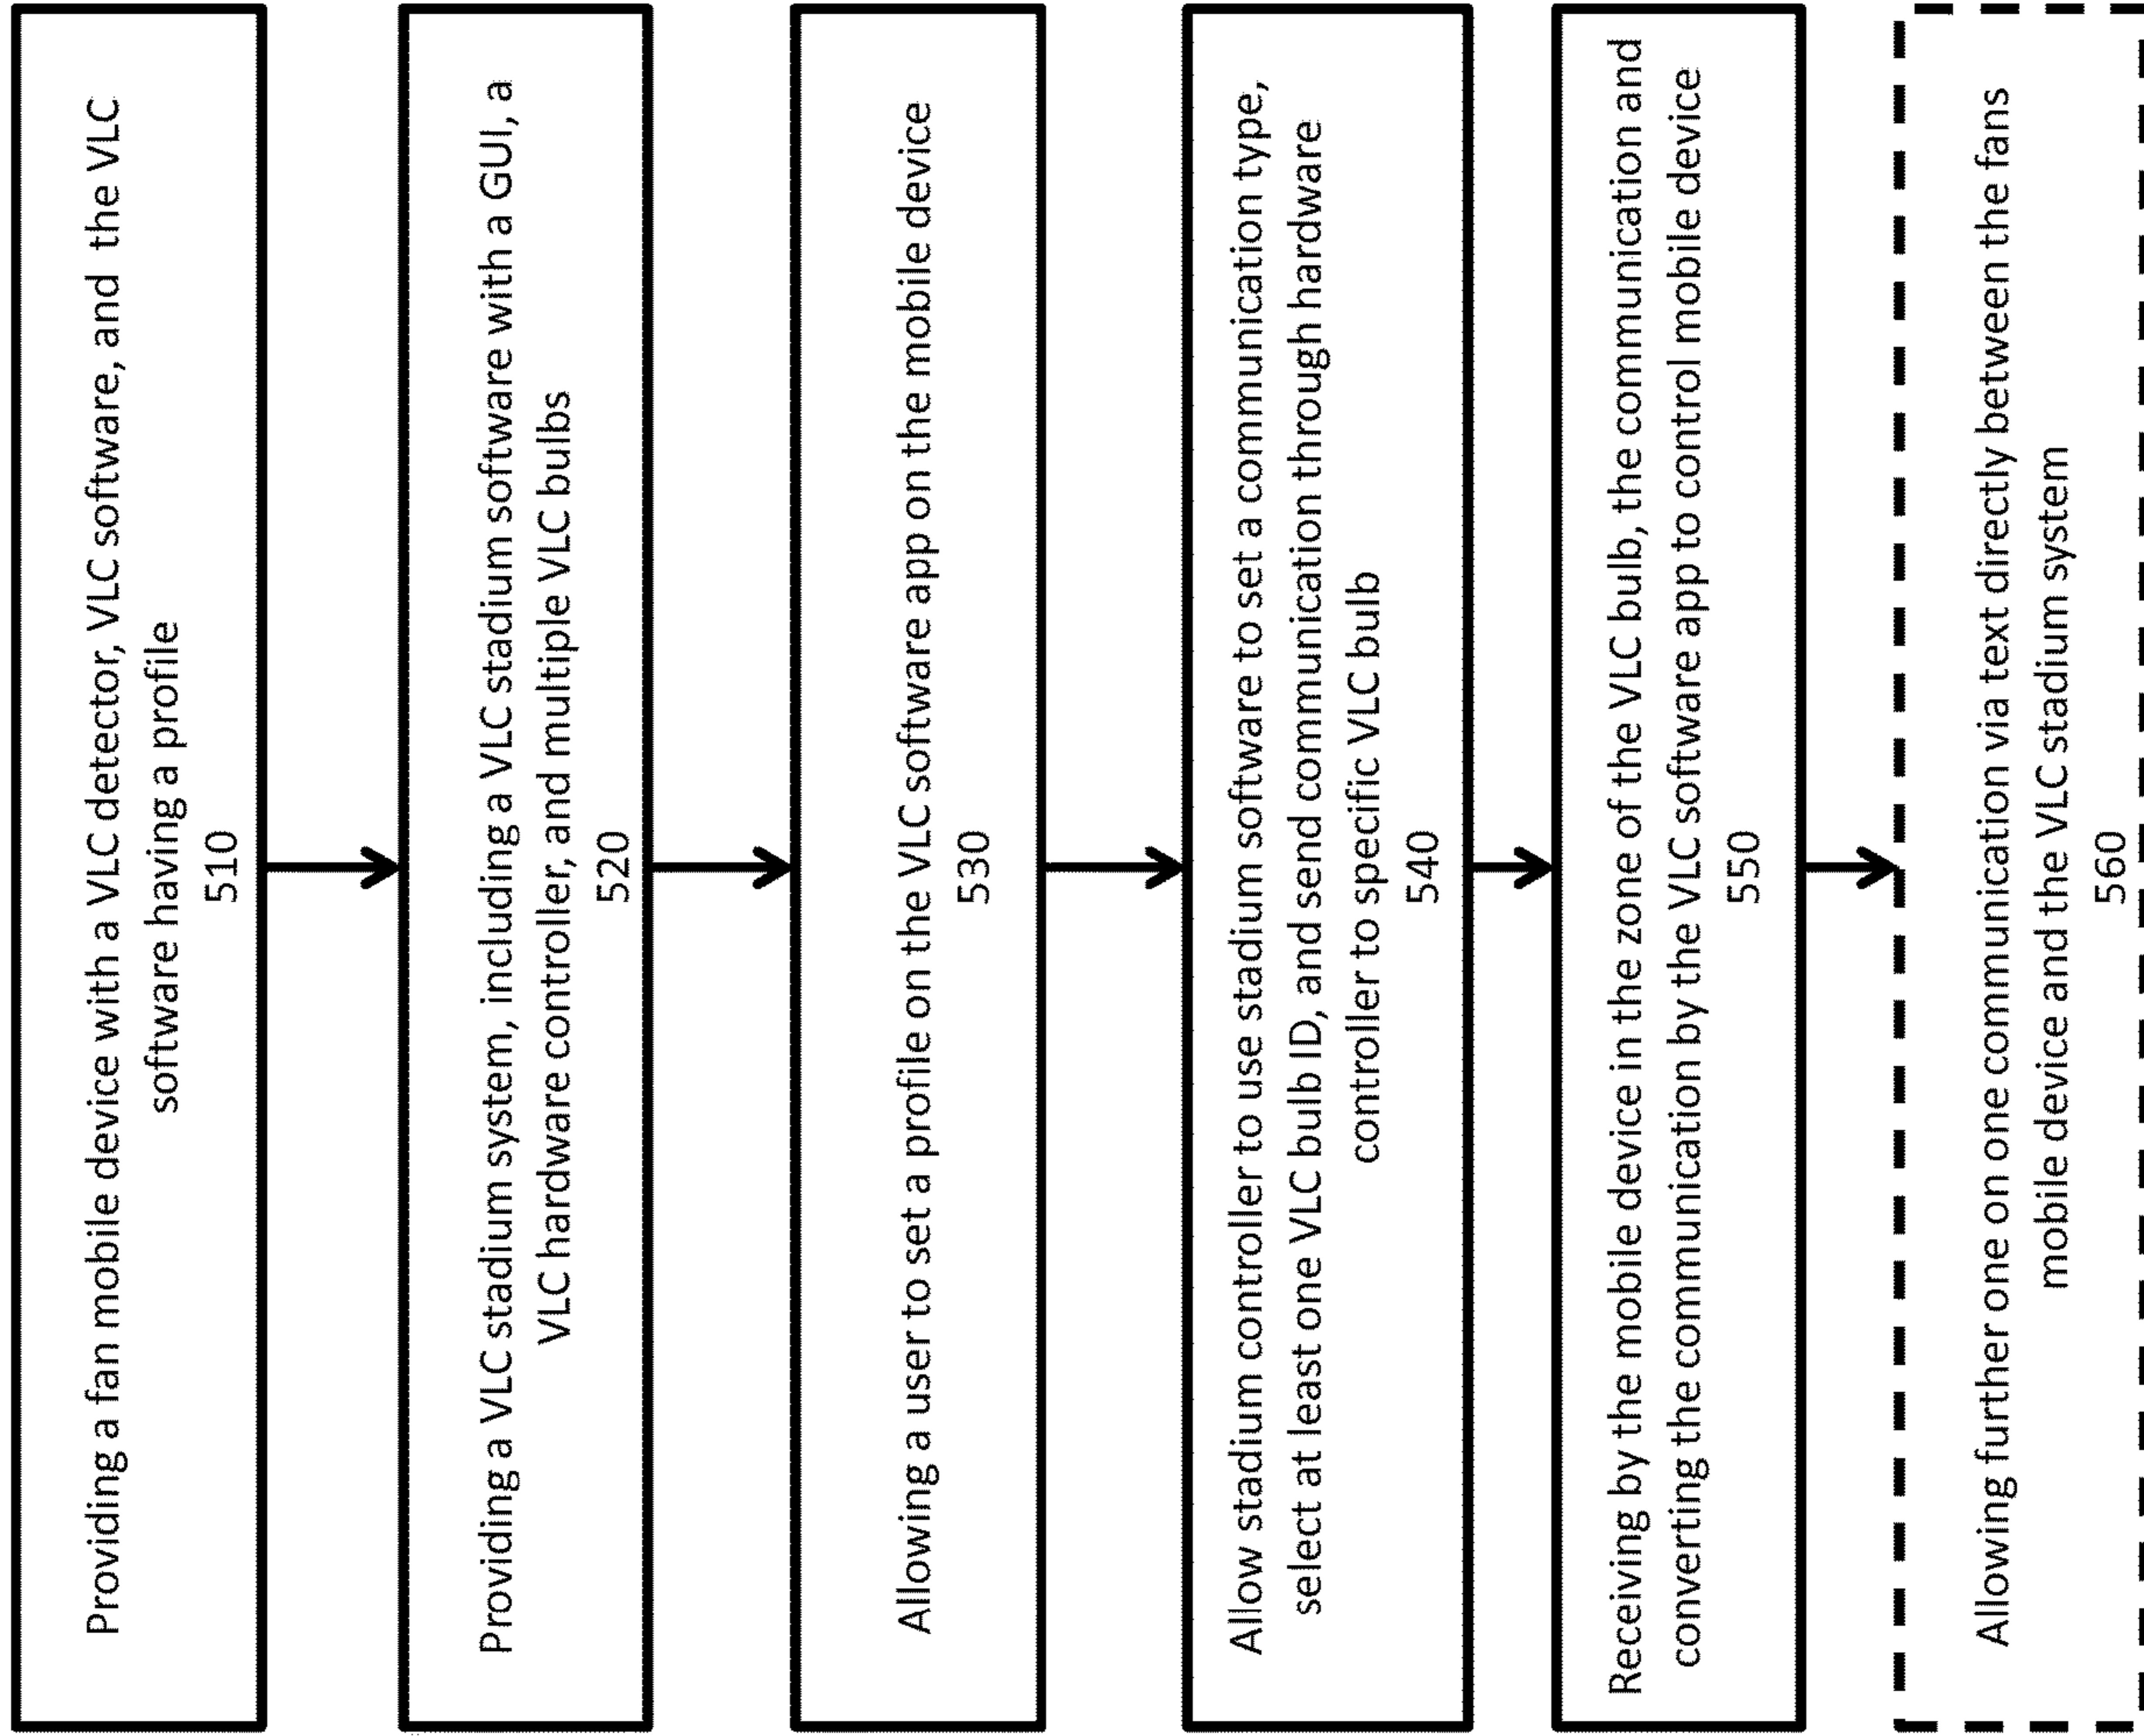 Providing a fan mobile device with a VLC detector, VLC software, and the VLC
software having a profile
510
Providing a VLC stadium system, including a VLC stadium software with a GUI, a
VLC hardware controller, and multiple VLC bulbs
520
Allowing a user to set a profile on the VLC software app on the mobile device
530
Allow stadium controller to use stadium software to set a communication type,
select at least one VLC bulb ID, and send communication through hardware
controller to specific VLC bulb
540
Receiving by the mobile device in the zone of the VLC bulb, the communication and
converting the communication by the VLC software app to control mobile device
550
Allowing further one on one communication via text directly between the fans
mobile device and the VLC stadium system
560